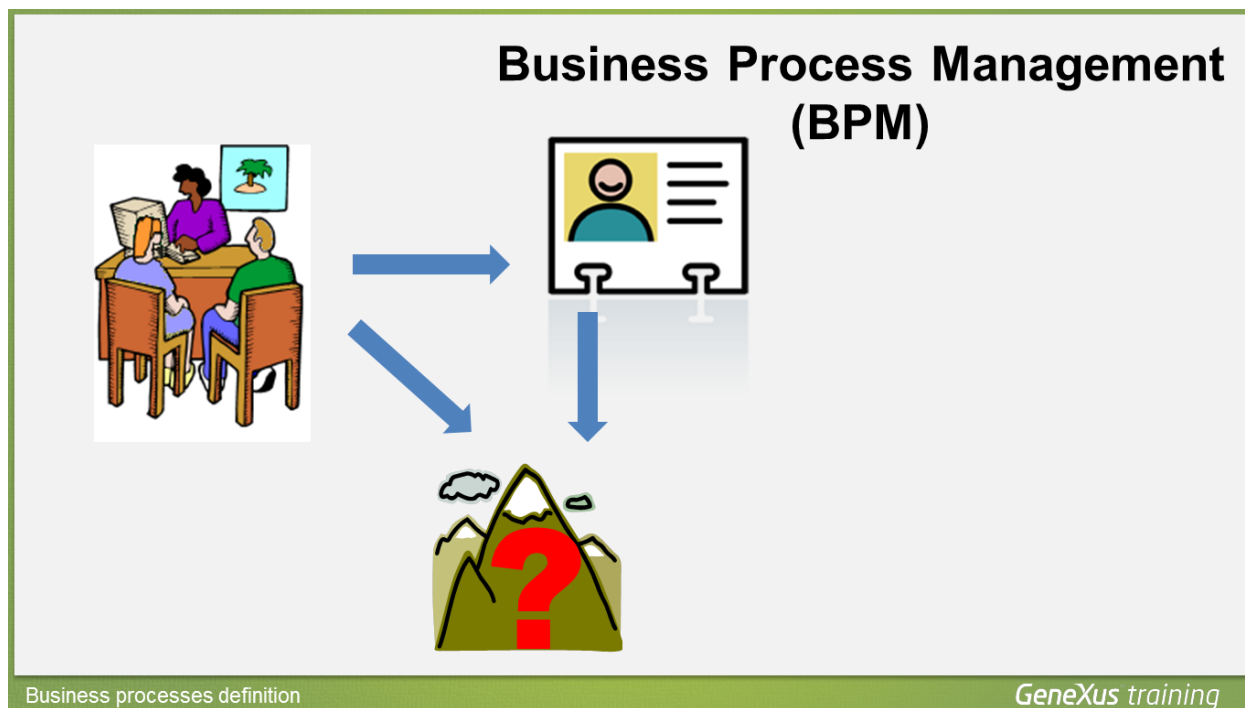 Business Process Management
(BPM)
?
Business processes definition
GeneXus training